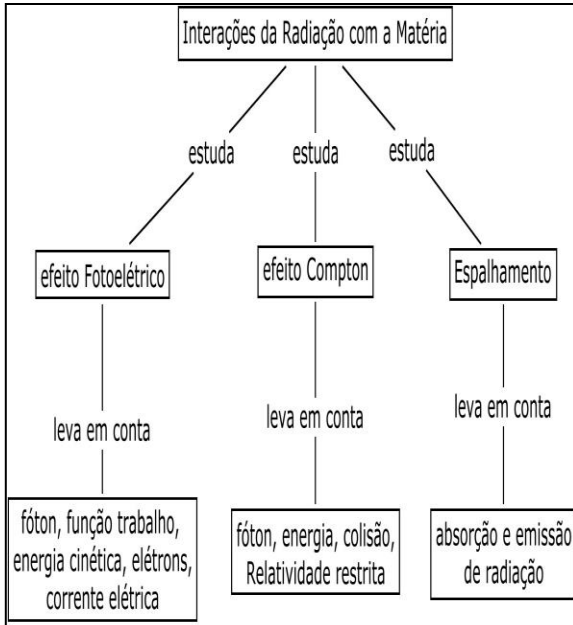 Interações da Radiação com a Matéria
estuda estuda estuda
efeito Fotoelétrico efeito Compton Espalhamento
leva em conta leva em conta leva em conta
fóton, função trabalho,
energia cinética, elétrons,
corrente elétrica
fóton, energia, colisão,
Relatividade restrita
absorção e emissão
de radiação